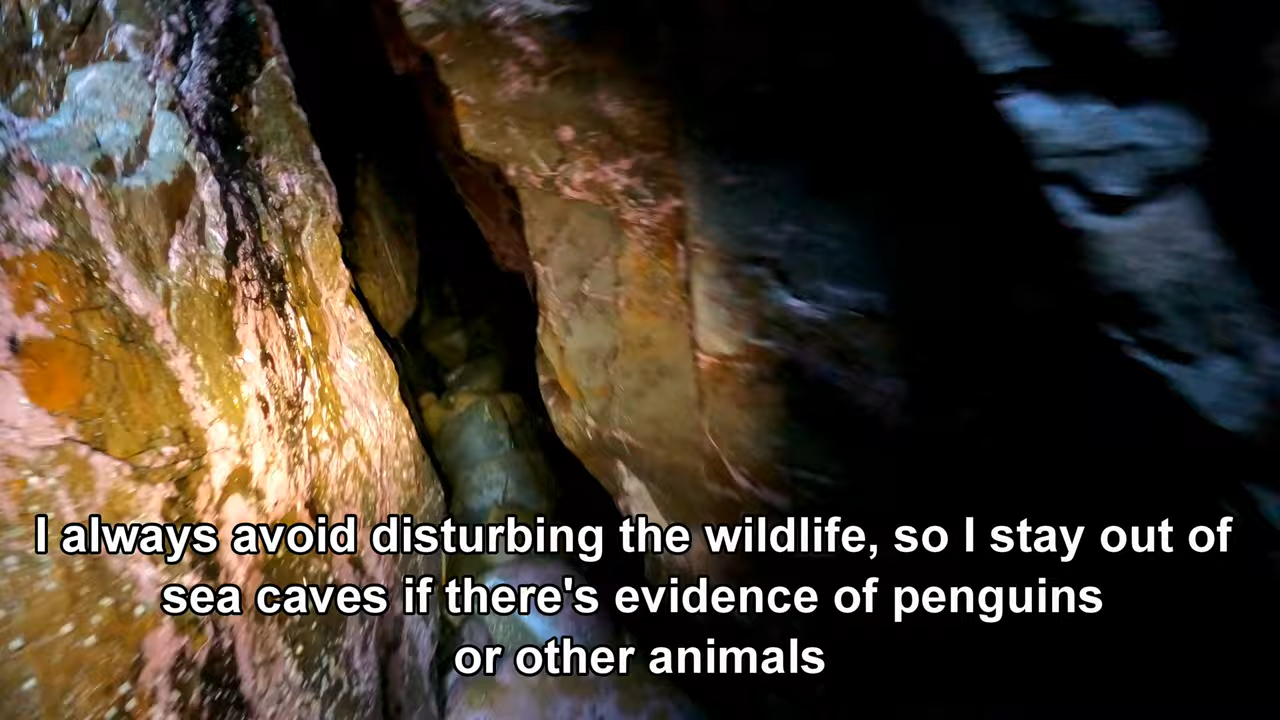 I always avoid disturbing the wildlife, so I stay out of
sea caves if there's evidence of penguins
or other animals